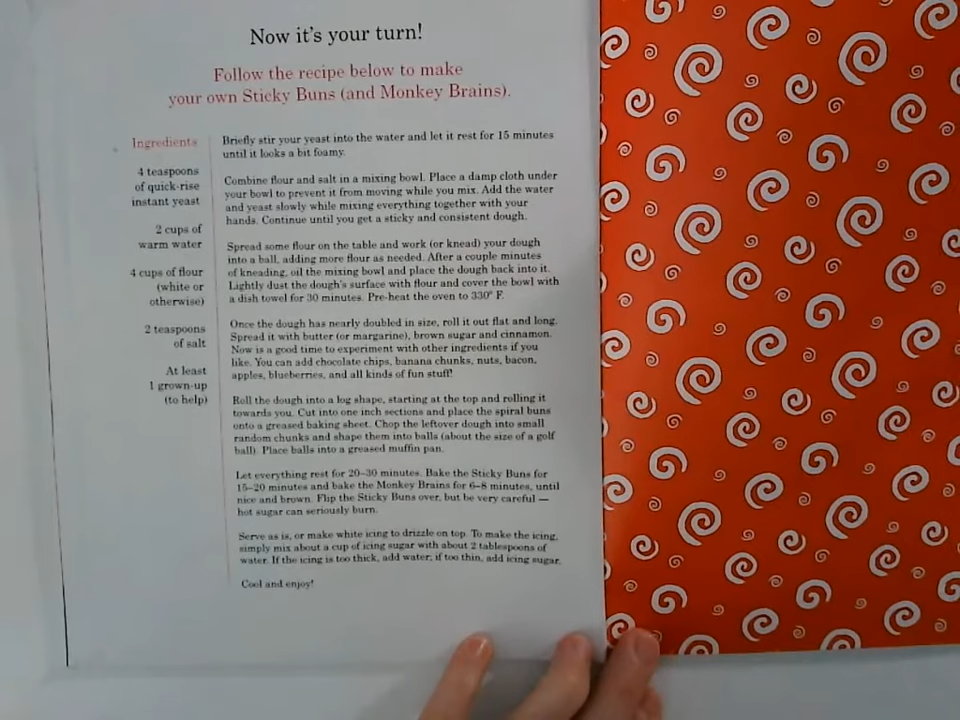 Now it's your turn!
Follow the recipe below to make
your own Sticky Buns (and Monkey Brains).
Ingredients
4 teaspoons
of quick-rise
instant yeast
2 cups of
warm water
4 cups of flour
(white or
otherwise)
2 teaspoons
of salt
At least
1 grown-up
(to help)
Briefly stir your yeast into the water and let it rest for 15 minutes
until it looks a bit foamy.
Combine flour and salt in a mixing bowl. Place a damp cloth under
your bowl to prevent it from moving while you mix. Add the water
and yeast slowly while mixing everything together with your
hands. Continue until you get a sticky and consistent dough.
Spread some flour on the table and work (or knead) your dough
into a ball, adding more flour as needed. After a couple minutes
of kneading, oil the mixing bowl and place the dough back into it.
Lightly dust the dough's surface with flour and cover the bowl with
a dish towel for 30 minutes. Pre-heat the oven to 330° F.
Once the dough has nearly doubled in size, roll it out flat and long.
Spread it with butter (or margarine), brown sugar and cinnamon.
Now is a good time to experiment with other ingredients if you
like. You can add chocolate chips, banana chunks, nuts, bacon,
apples, blueberries, and all kinds of fun stuff!
Roll the dough into a log shape, starting at the top and rolling it
towards you. Cut into one inch sections and place the spiral buns
onto a greased baking sheet. Chop the leftover dough into small
random chunks and shape them into balls (about the size of a golf
ball). Place balls into a greased muffin pan.
Let everything rest for 20–30 minutes. Bake the Sticky Buns for
15–20 minutes and bake the Monkey Brains for 6–8 minutes, until
nice and brown. Flip the Sticky Buns over, but be very careful —
hot sugar can seriously burn.
Serve as is, or make white icing to drizzle on top. To make the icing,
simply mix about a cup of icing sugar with about 2 tablespoons of
water. If the icing is too thick, add water; if too thin, add icing sugar.
Cool and enjoy!